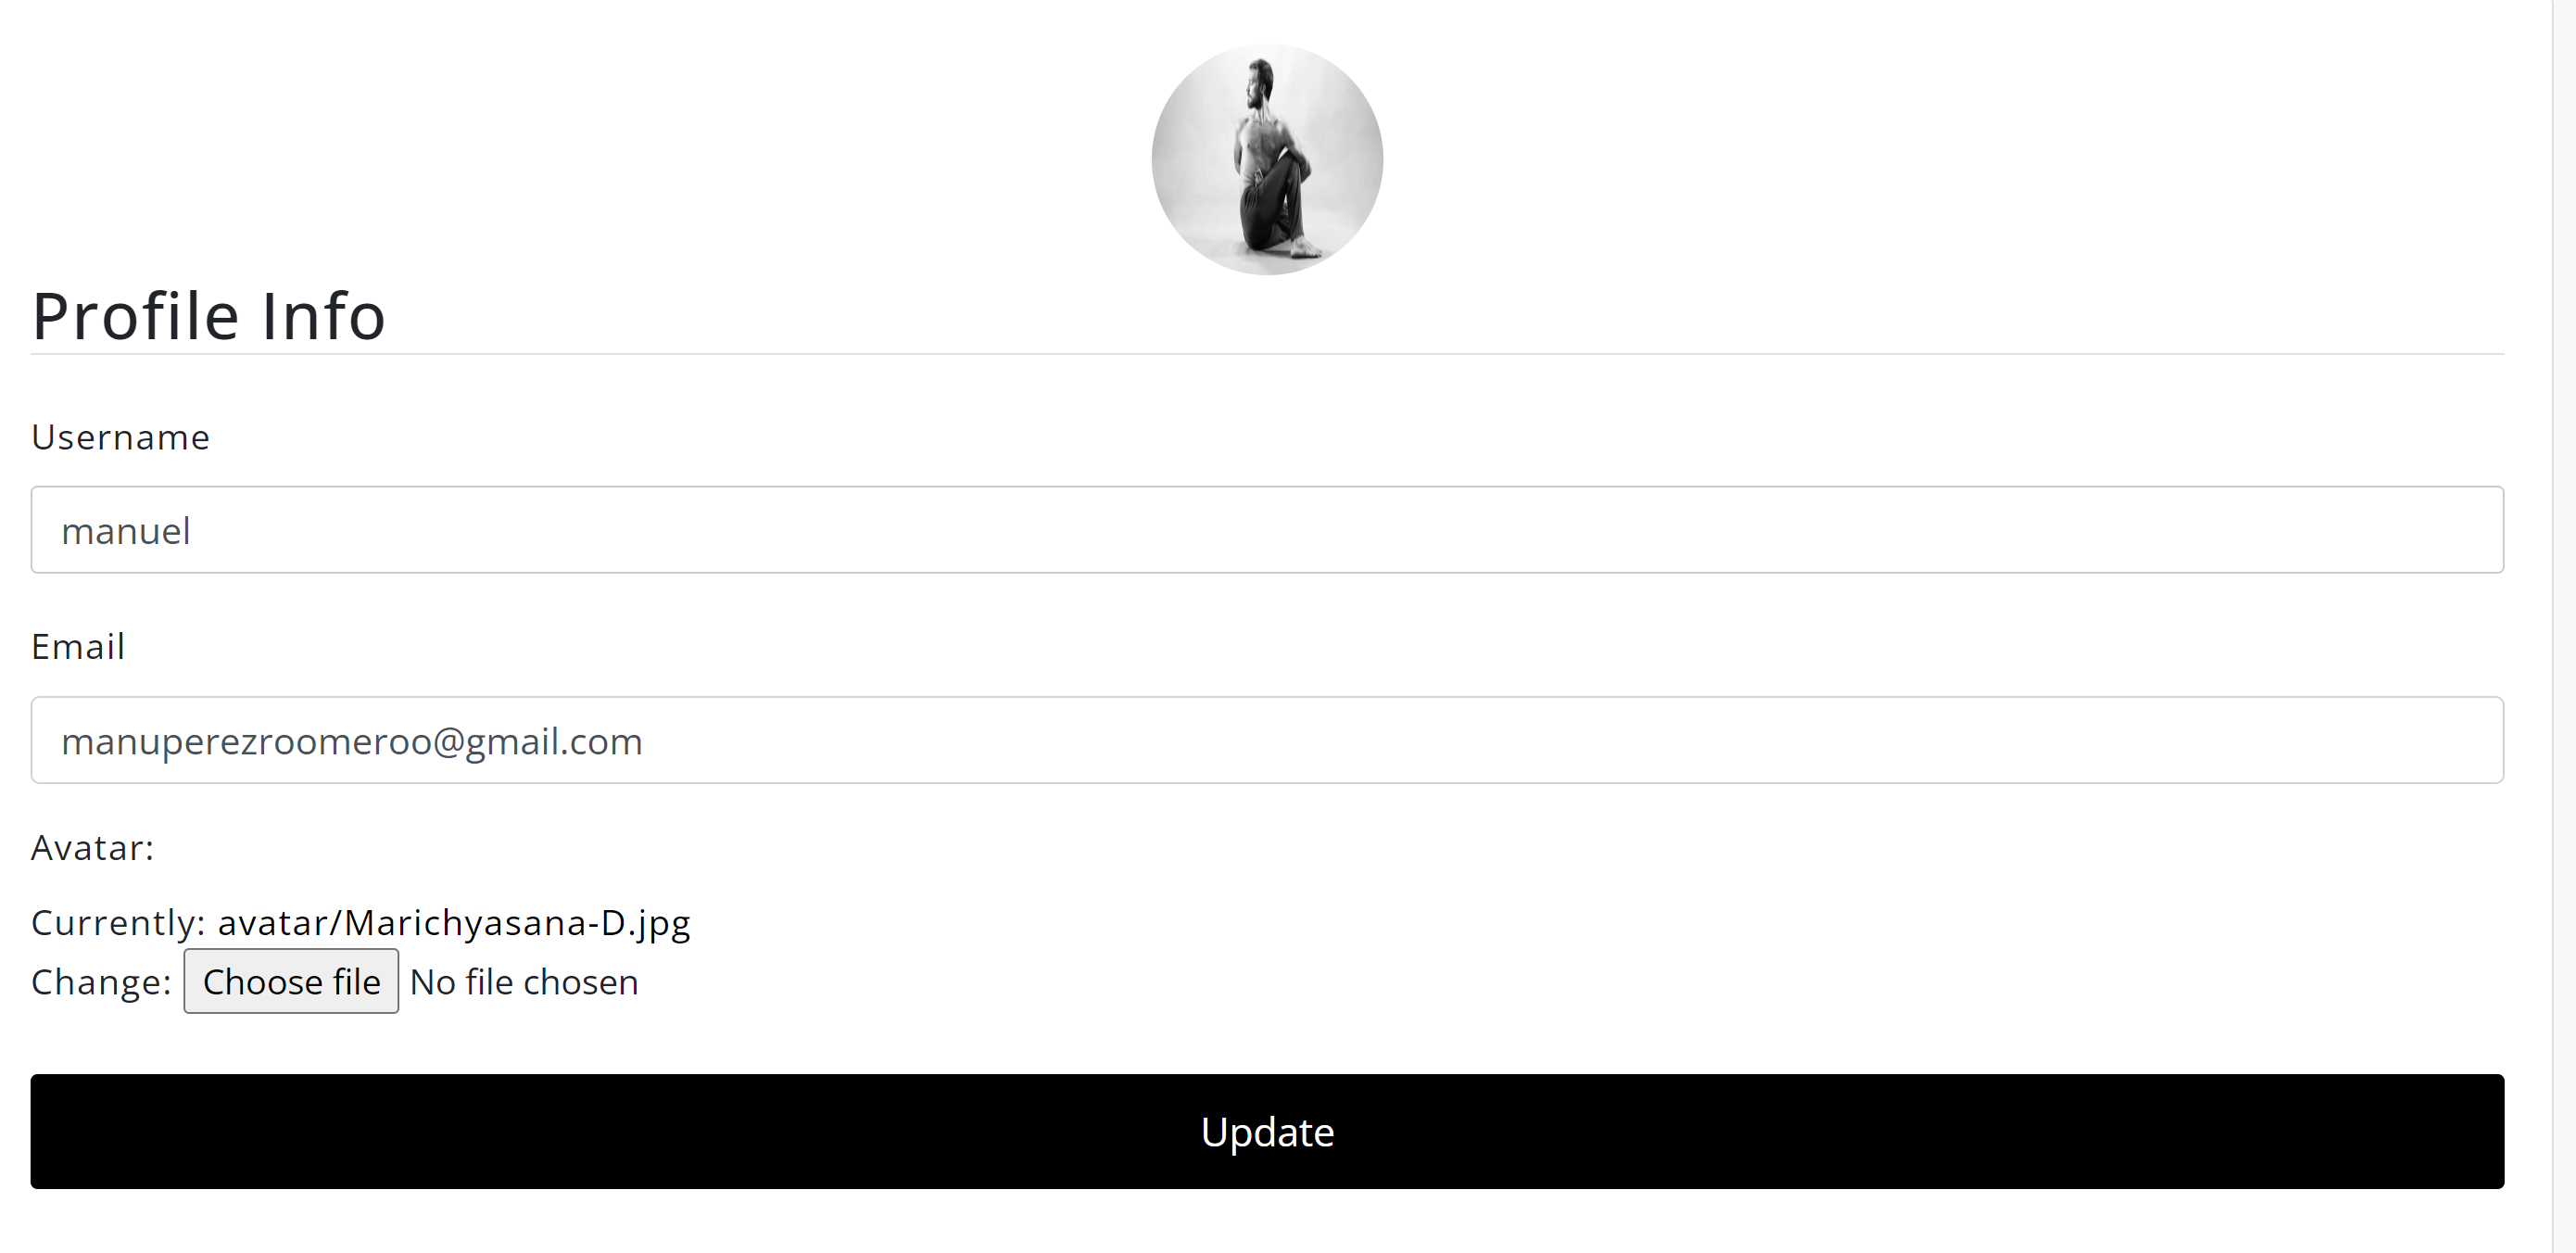 Profile Info
Username
manuel
Email
manuperezroomeroo@gmail.com
Avatar:
Currently: avatar/Marichyasana-D.jpg
Change: Choose file No file chosen
Update